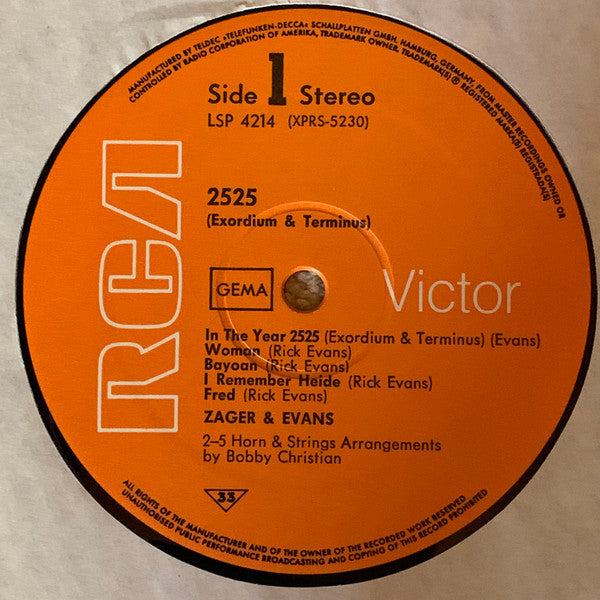 MANUFACTURED BY TELDEC »TELEFUNKEN-DECCA« SCHALLPLATTEN GMBH, HAMBURG, GERMANY, FROM MASTER RECORDINGS OWNED OR
CONTROLLED BY RADIO CORPORATION OF AMERICA, TRADEMARK OWNER. TRADEMARK(S) ® REGISTERED MARKA(S) REGISTRADA(S)
Side 1 Stereo
LSP 4214 (XPRS-5230)
RCA
2525
(Exordium & Terminus)
GEMA
Victor
In The Year 2525 (Exordium & Terminus) (Evans)
Woman (Rick Evans)
Bayoan (Rick Evans)
I Remember Heide (Rick Evans)
Fred (Rick Evans)
ZAGER & EVANS
2–5 Horn & Strings Arrangements
by Bobby Christian
33
ALL RIGHTS OF THE MANUFACTURER AND OF THE OWNER OF THE RECORDED WORK RESERVED
UNAUTHORISED PUBLIC PERFORMANCE BROADCASTING AND COPYING OF THIS RECORD PROHIBITED